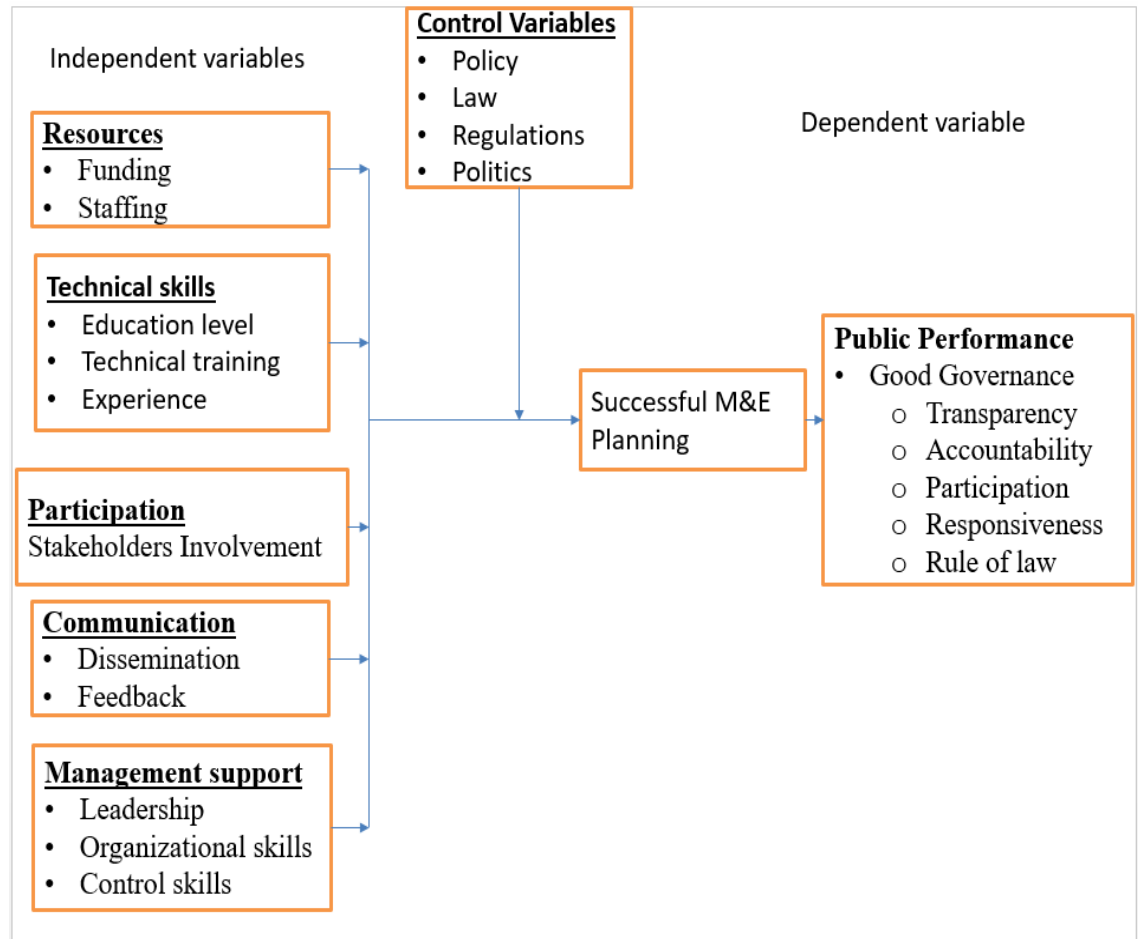 Independent variables
Control Variables
• Policy
• Law
• Regulations
• Politics
Dependent variable
Resources
• Funding
• Staffing
Technical skills
• Education level
• Technical training
• Experience
Participation
Stakeholders Involvement
Communication
• Dissemination
• Feedback
Management support
• Leadership
• Organizational skills
• Control skills
Successful M&E
Planning
Public Performance
• Good Governance
o Transparency
o Accountability
o Participation
o Responsiveness
o Rule of law